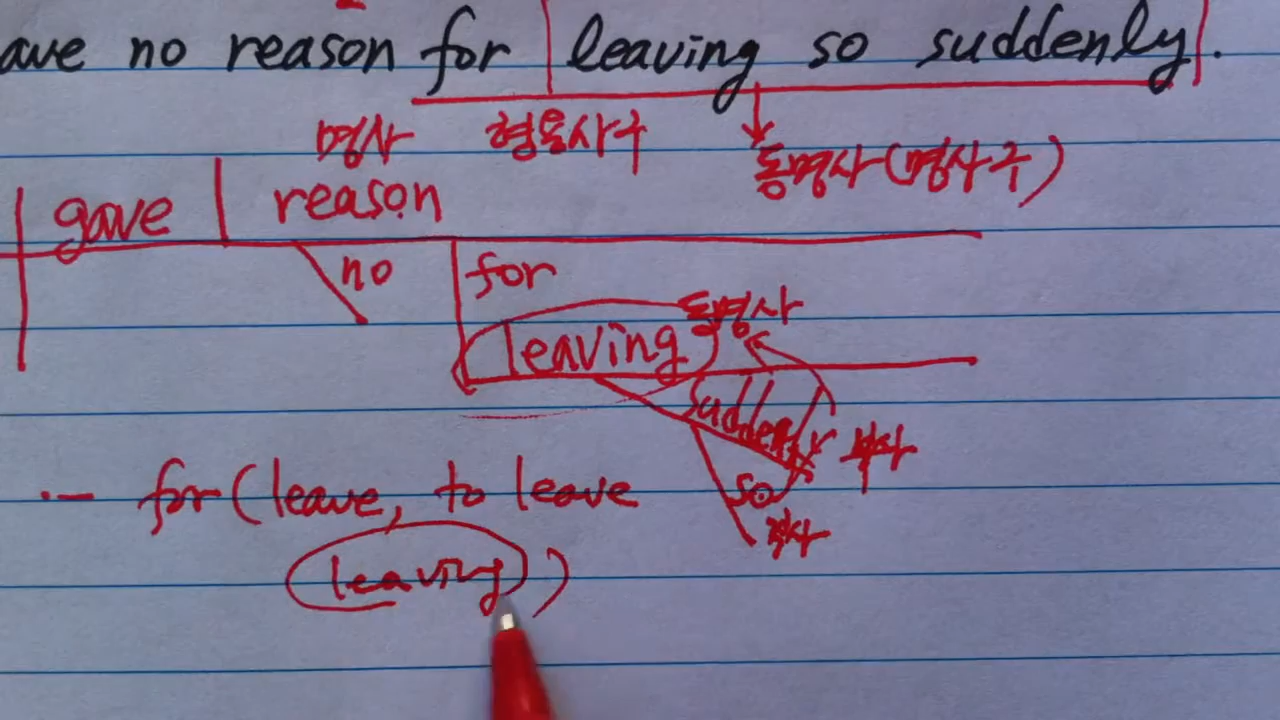 ave no reason for leaving so suddenly.
명사 형용사구 동명사(명사구)
gave reason
no for
leaving 동명사
suddenly 부사
so
부사
for (leave, to leave
leaving)